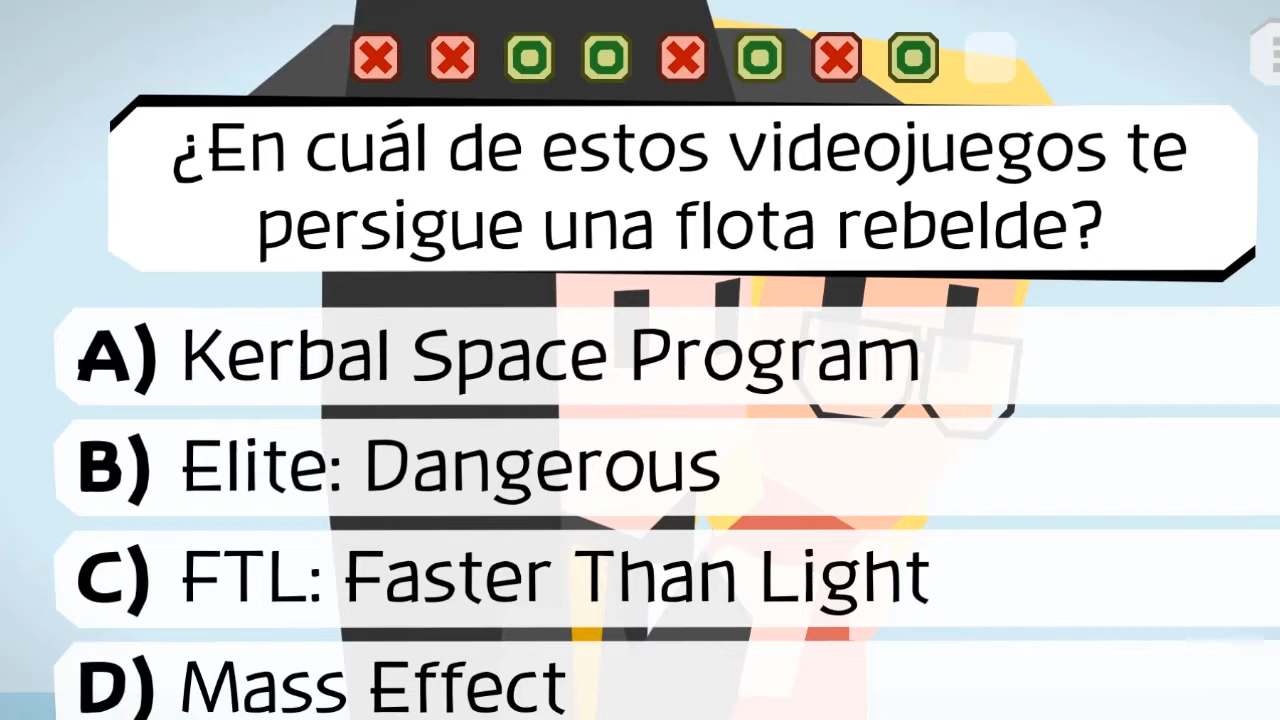 ¿En cuál de estos videojuegos te
persigue una flota rebelde?
A) Kerbal Space Program
B) Elite: Dangerous
C) FTL: Faster Than Light
D) Mass Effect